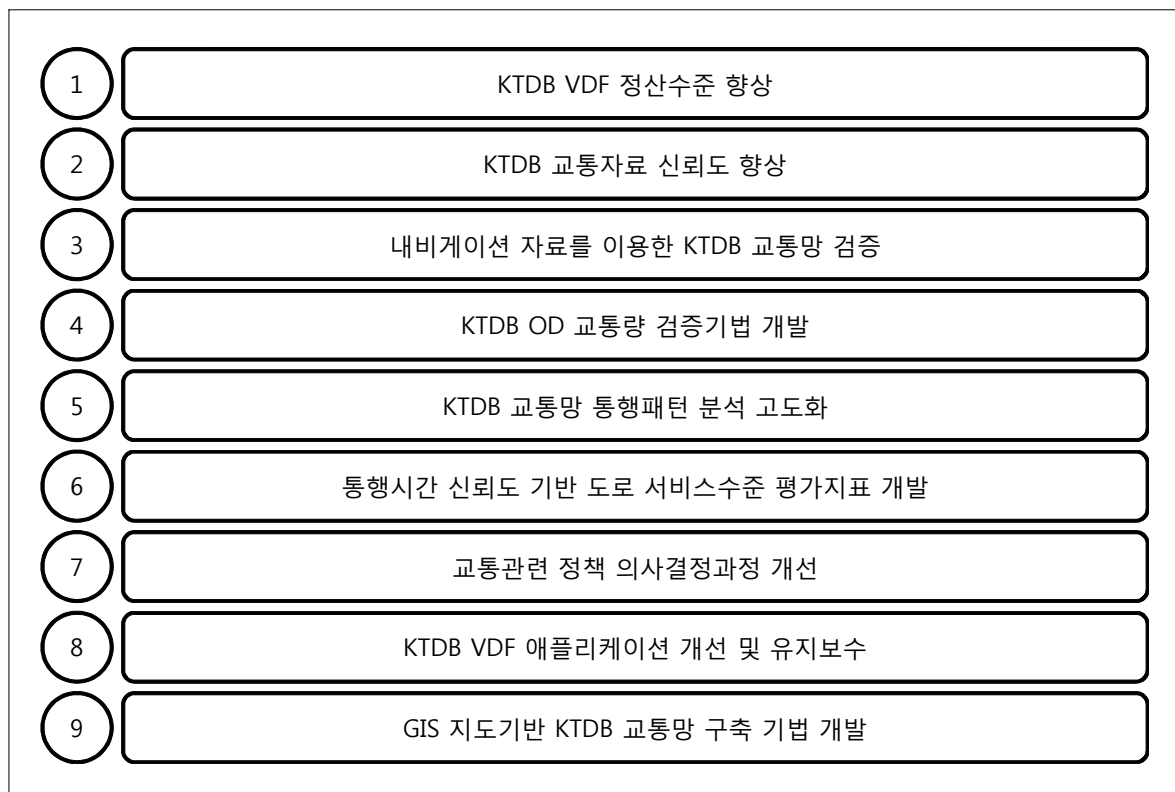 1 KTDB VDF 정산수준 향상
2 KTDB 교통자료 신뢰도 향상
3 내비게이션 자료를 이용한 KTDB 교통망 검증
4 KTDB OD 교통량 검증기법 개발
5 KTDB 교통망 통행패턴 분석 고도화
6 통행시간 신뢰도 기반 도로 서비스수준 평가지표 개발
7 교통관련 정책 의사결정과정 개선
8 KTDB VDF 애플리케이션 개선 및 유지보수
9 GIS 지도기반 KTDB 교통망 구축 기법 개발